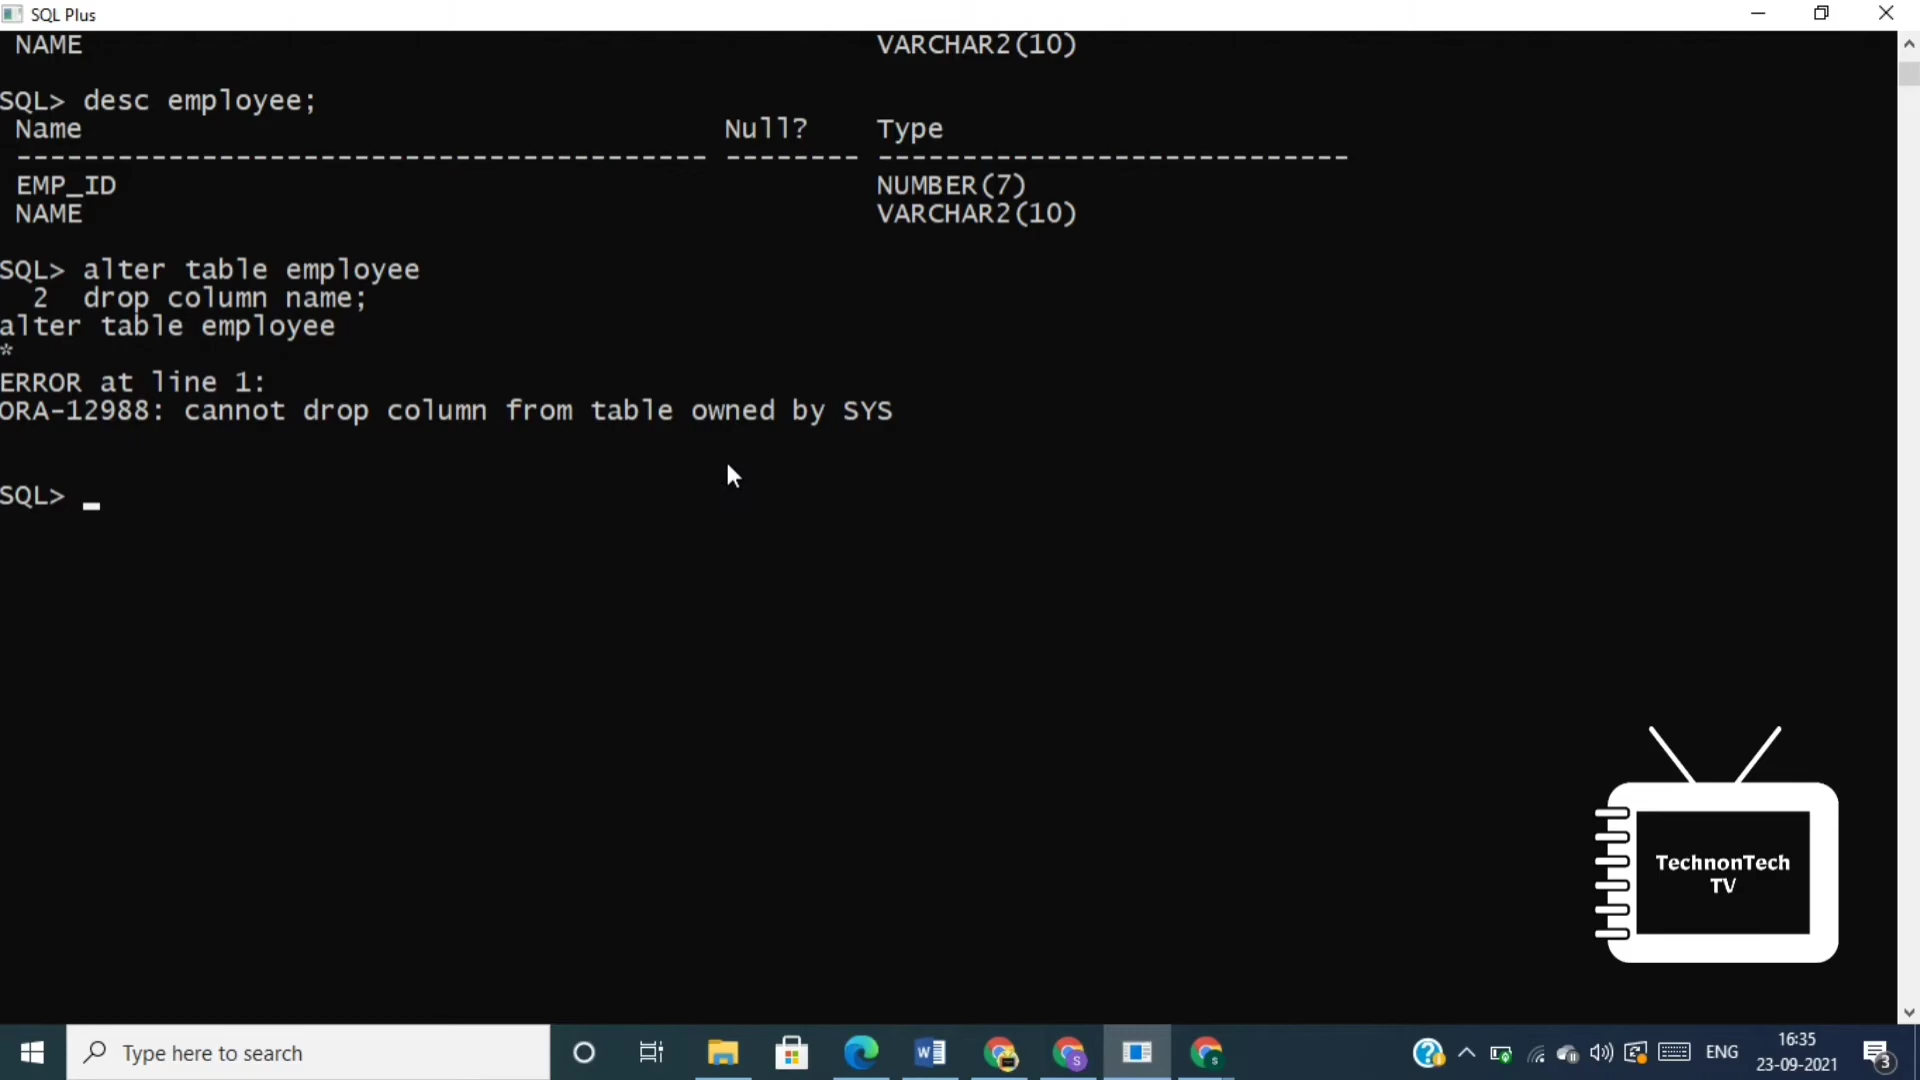 SQL Plus
NAME VARCHAR2(10)
SQL> desc employee;
Name Null? Type
----------------------------------------- -------- ----------------------------
EMP_ID NUMBER(7)
NAME VARCHAR2(10)
SQL> alter table employee
2 drop column name;
alter table employee
*
ERROR at line 1:
ORA-12988: cannot drop column from table owned by SYS
SQL> _
TechnonTech
TV
Type here to search
ENG
16:35
23-09-2021
3